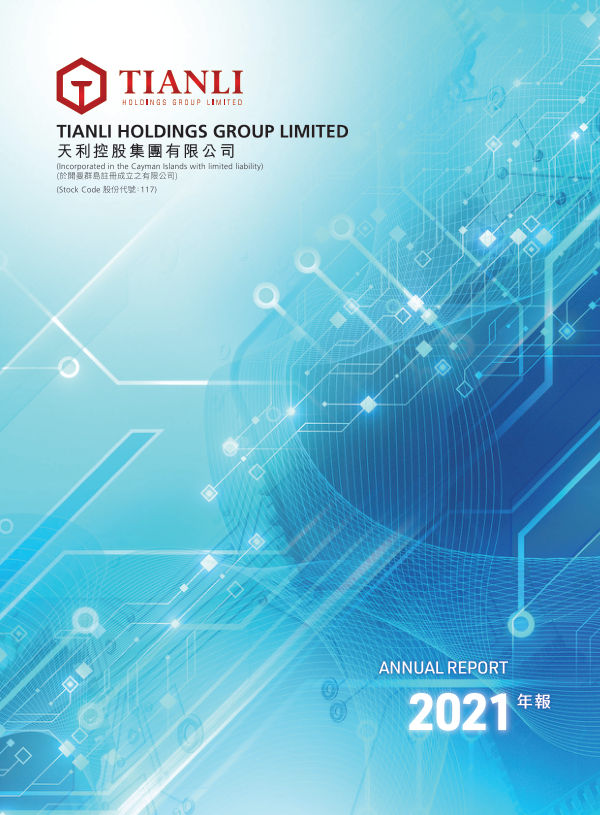 TIANLI
HOLDINGS GROUP LIMITED
TIANLI HOLDINGS GROUP LIMITED
天利控股集團有限公司
(Incorporated in the Cayman Islands with limited liability)
(於開曼群島註冊成立之有限公司)
(Stock Code 股份代號：117)
ANNUAL REPORT
2021 年報